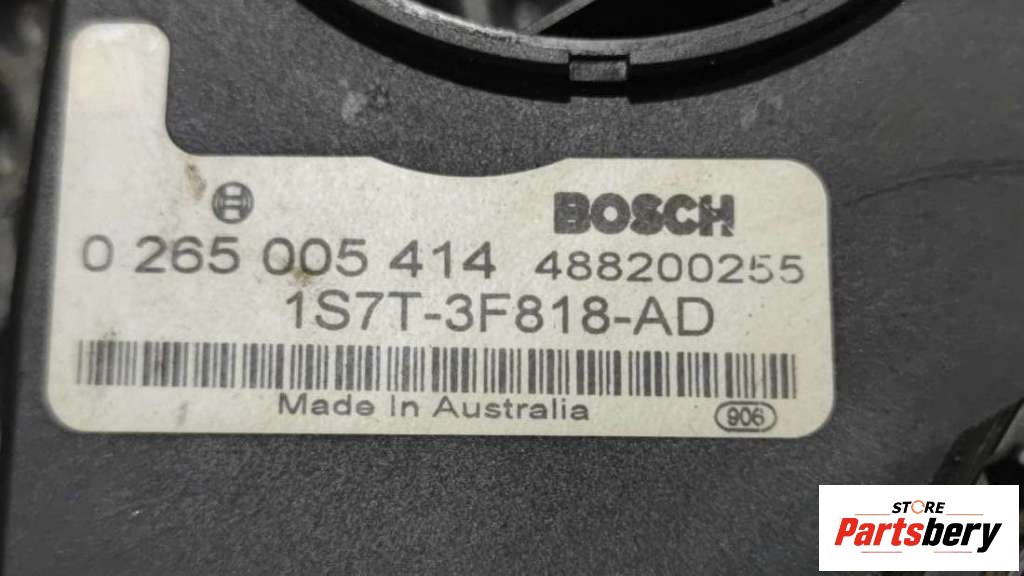 BOSCH
0 265 005 414 488200255
1S7T-3F818-AD
Made In Australia 906
STORE
Partsbery